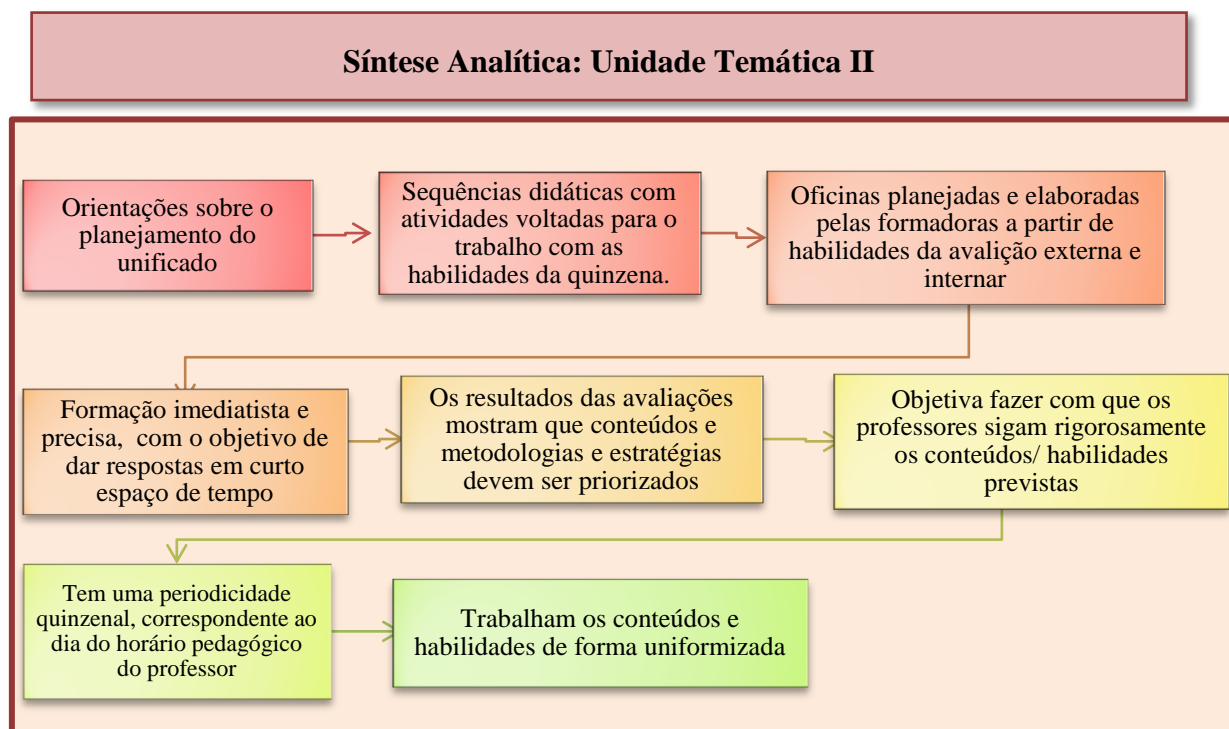 Síntese Analítica: Unidade Temática II
Orientações sobre o
planejamento do
unificado
Sequências didáticas com
atividades voltadas para o
trabalho com as
habilidades da quinzena.
Oficinas planejadas e elaboradas
pelas formadoras a partir de
habilidades da avalição externa e
internar
Formação imediatista e
precisa, com o objetivo de
dar respostas em curto
espaço de tempo
Os resultados das avaliações
mostram que conteúdos e
metodologias e estratégias
devem ser priorizados
Objetiva fazer com que os
professores sigam rigorosamente
os conteúdos/ habilidades
previstas
Tem uma periodicidade
quinzenal, correspondente ao
dia do horário pedagógico
do professor
Trabalham os conteúdos e
habilidades de forma uniformizada